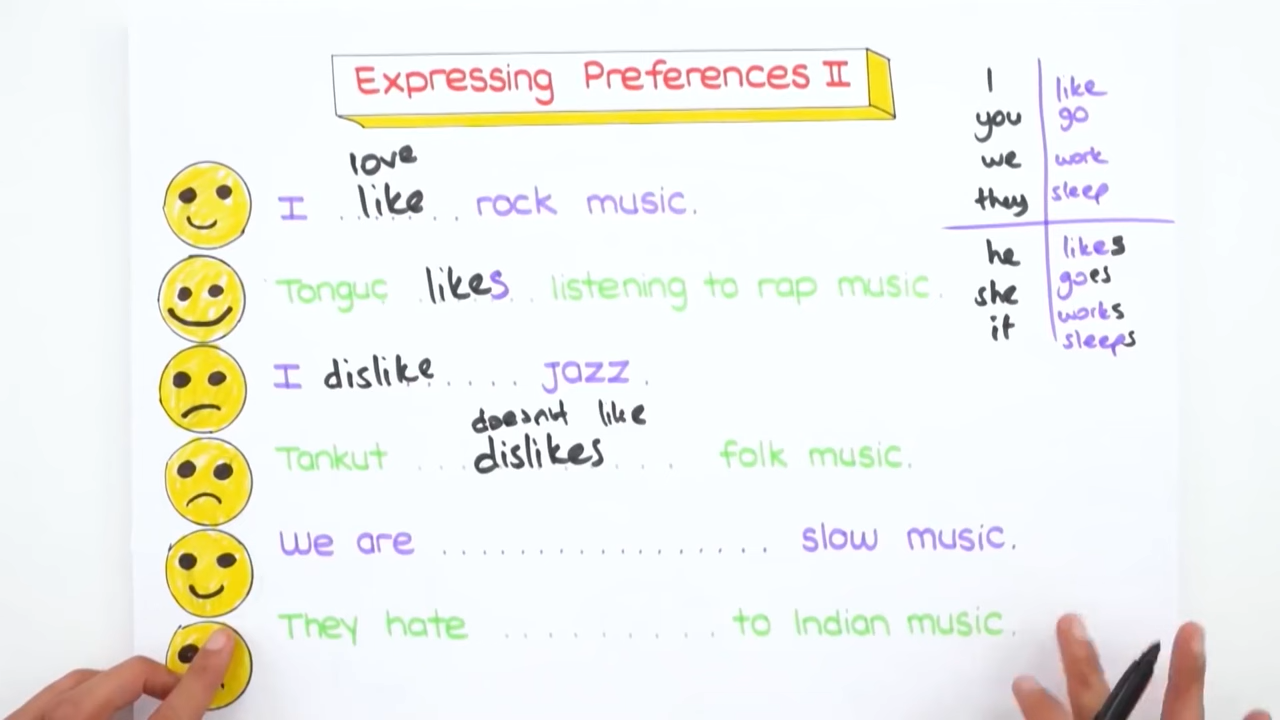 Expressing Preferences II
love
I ..like.. rock music.
Tonguç likes.. listening to rap music.
I dislike.... jazz.
doesnt like
Tankut ...dislikes... folk music.
We are ................. slow music.
They hate ......... to Indian music.
I like
you go
we work
they sleep
he likes
she goes
it works
sleeps